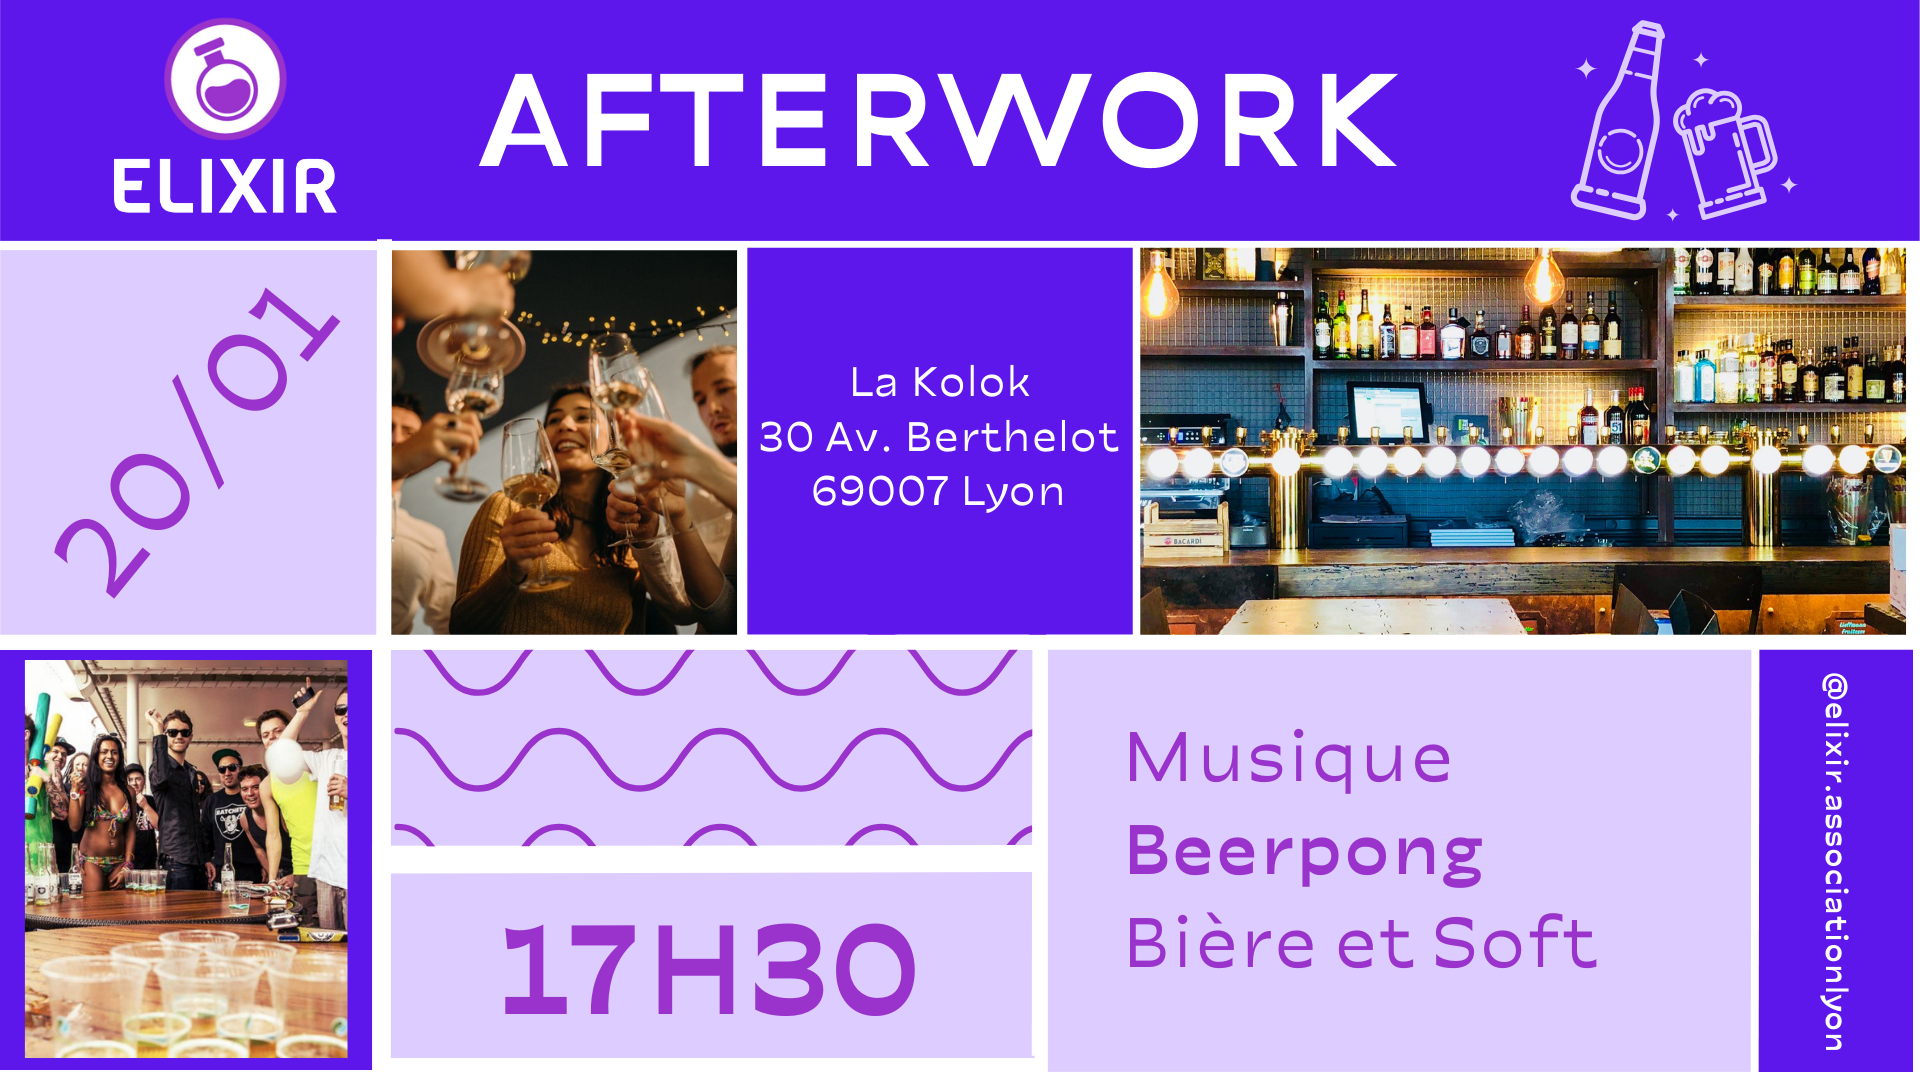 ELIXIR
AFTERWORK
20/01
La Kolok
30 Av. Berthelot
69007 Lyon
BACARDI
17H30
Musique
Beerpong
Bière et Soft
@elixir.associationlyon